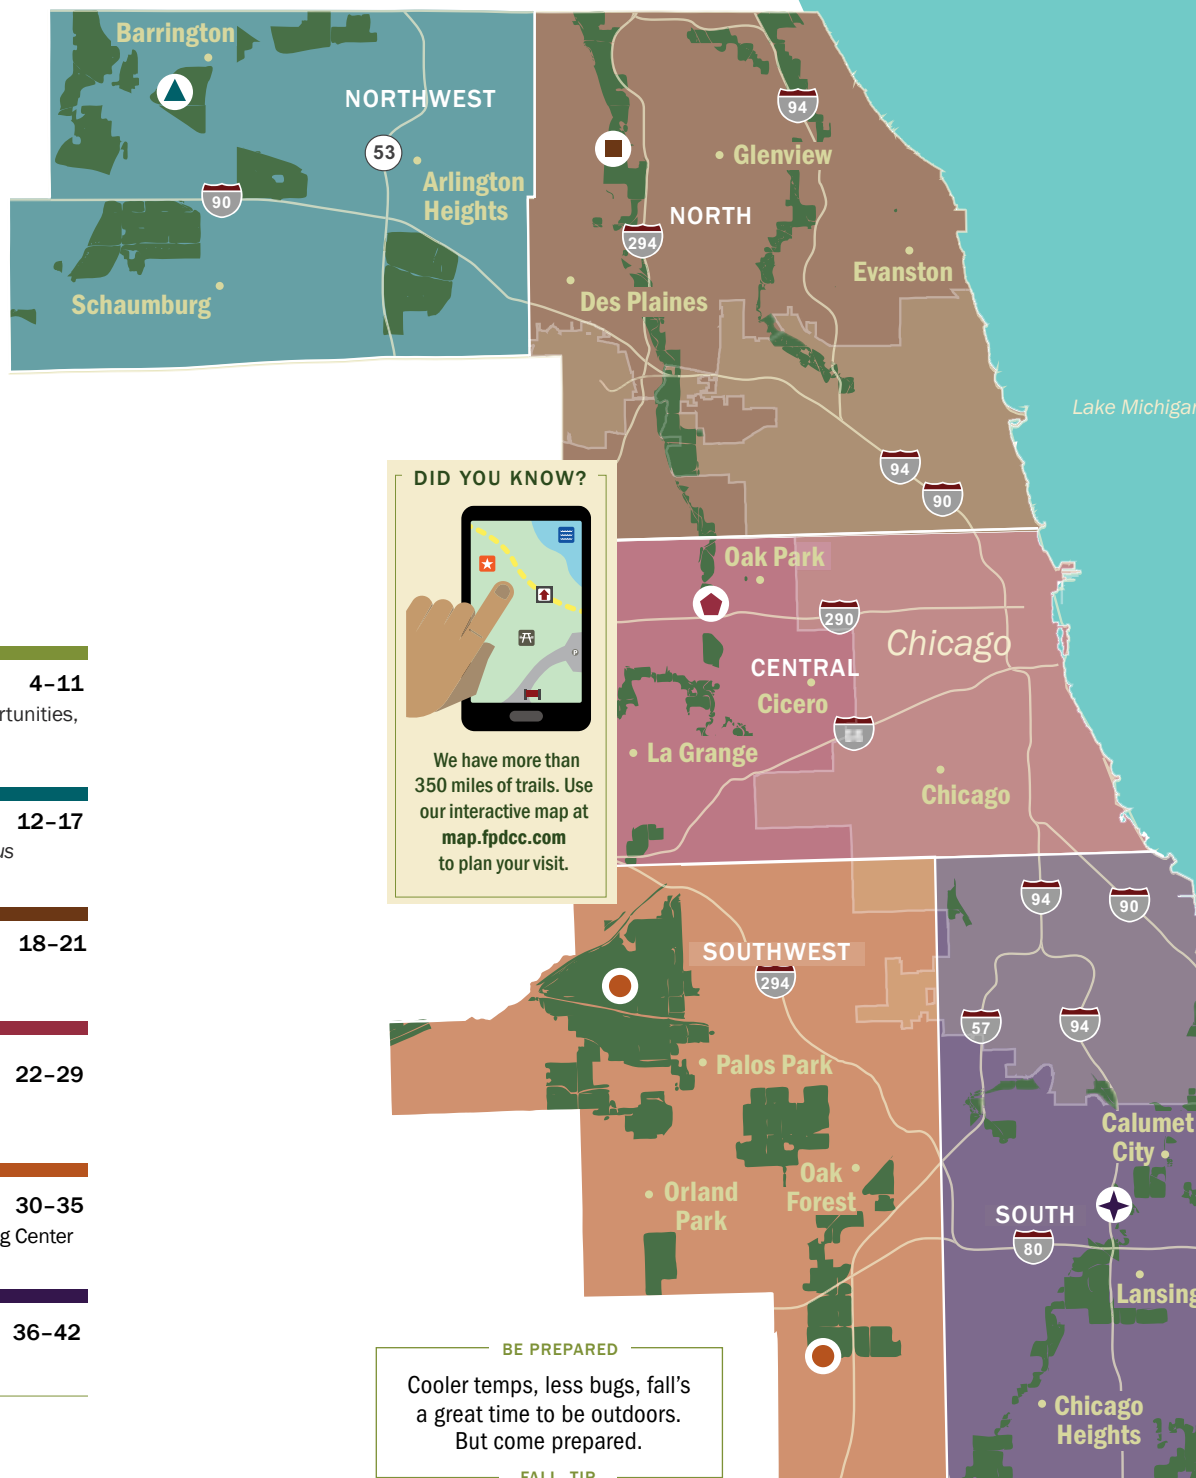 Barrington
NORTHWEST
53
Arlington
Heights
90
Schaumburg
94
Glenview
NORTH
294
Evanston
Des Plaines
Lake Michigan
94
90
DID YOU KNOW?
P
We have more than
350 miles of trails. Use
our interactive map at
map.fpdcc.com
to plan your visit.
Oak Park
290
Chicago
CENTRAL
Cicero
La Grange
Chicago
4–11
rtunities,
12–17
us
18–21
22–29
30–35
g Center
36–42
94
90
SOUTHWEST
294
57
94
Palos Park
Calumet
City
Oak
Forest
Orland
Park
SOUTH
80
Lansing
Chicago
Heights
BE PREPARED
Cooler temps, less bugs, fall's
a great time to be outdoors.
But come prepared.
FALL TIP